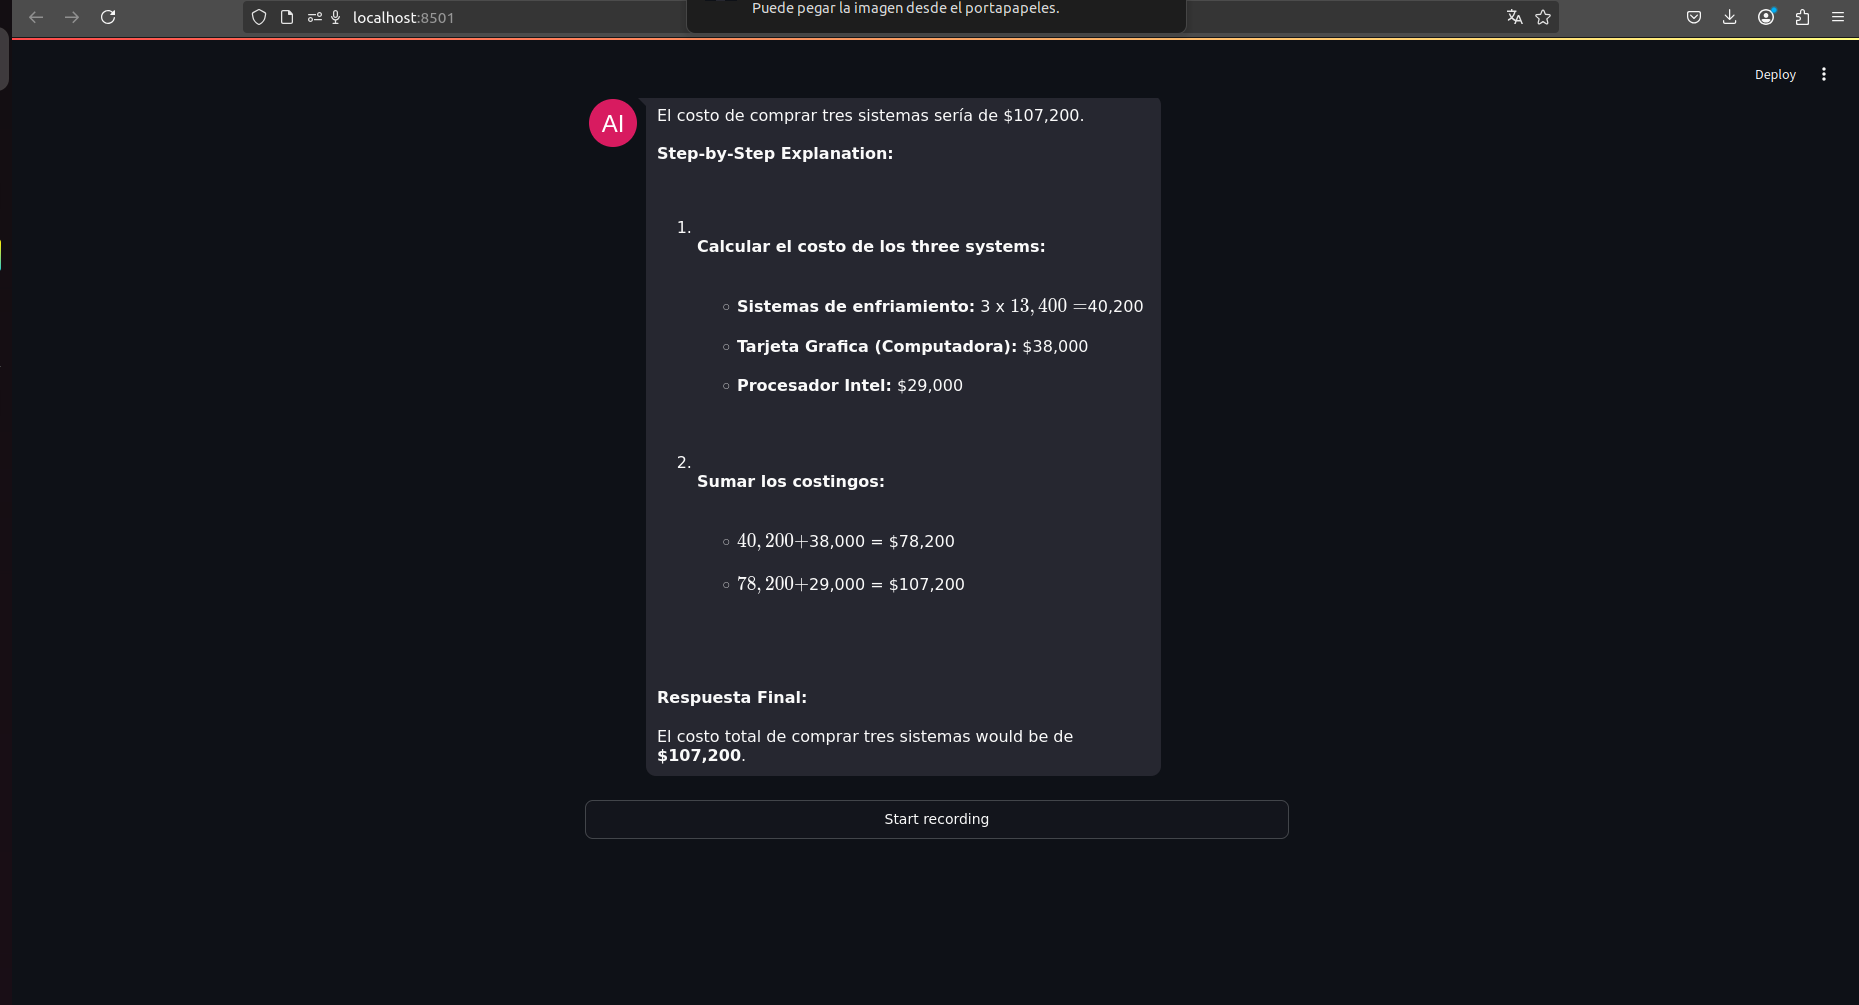 Puede pegar la imagen desde el portapapeles.
localhost:8501
Deploy
AI
El costo de comprar tres sistemas sería de $107,200.
Step-by-Step Explanation:
1.
Calcular el costo de los three systems:
Sistemas de enfriamiento: 3 x 13,400 =40,200
Tarjeta Grafica (Computadora): $38,000
Procesador Intel: $29,000
2.
Sumar los costingos:
40,200+38,000 = $78,200
78,200+29,000 = $107,200
Respuesta Final:
El costo total de comprar tres sistemas would be de
$107,200.
Start recording